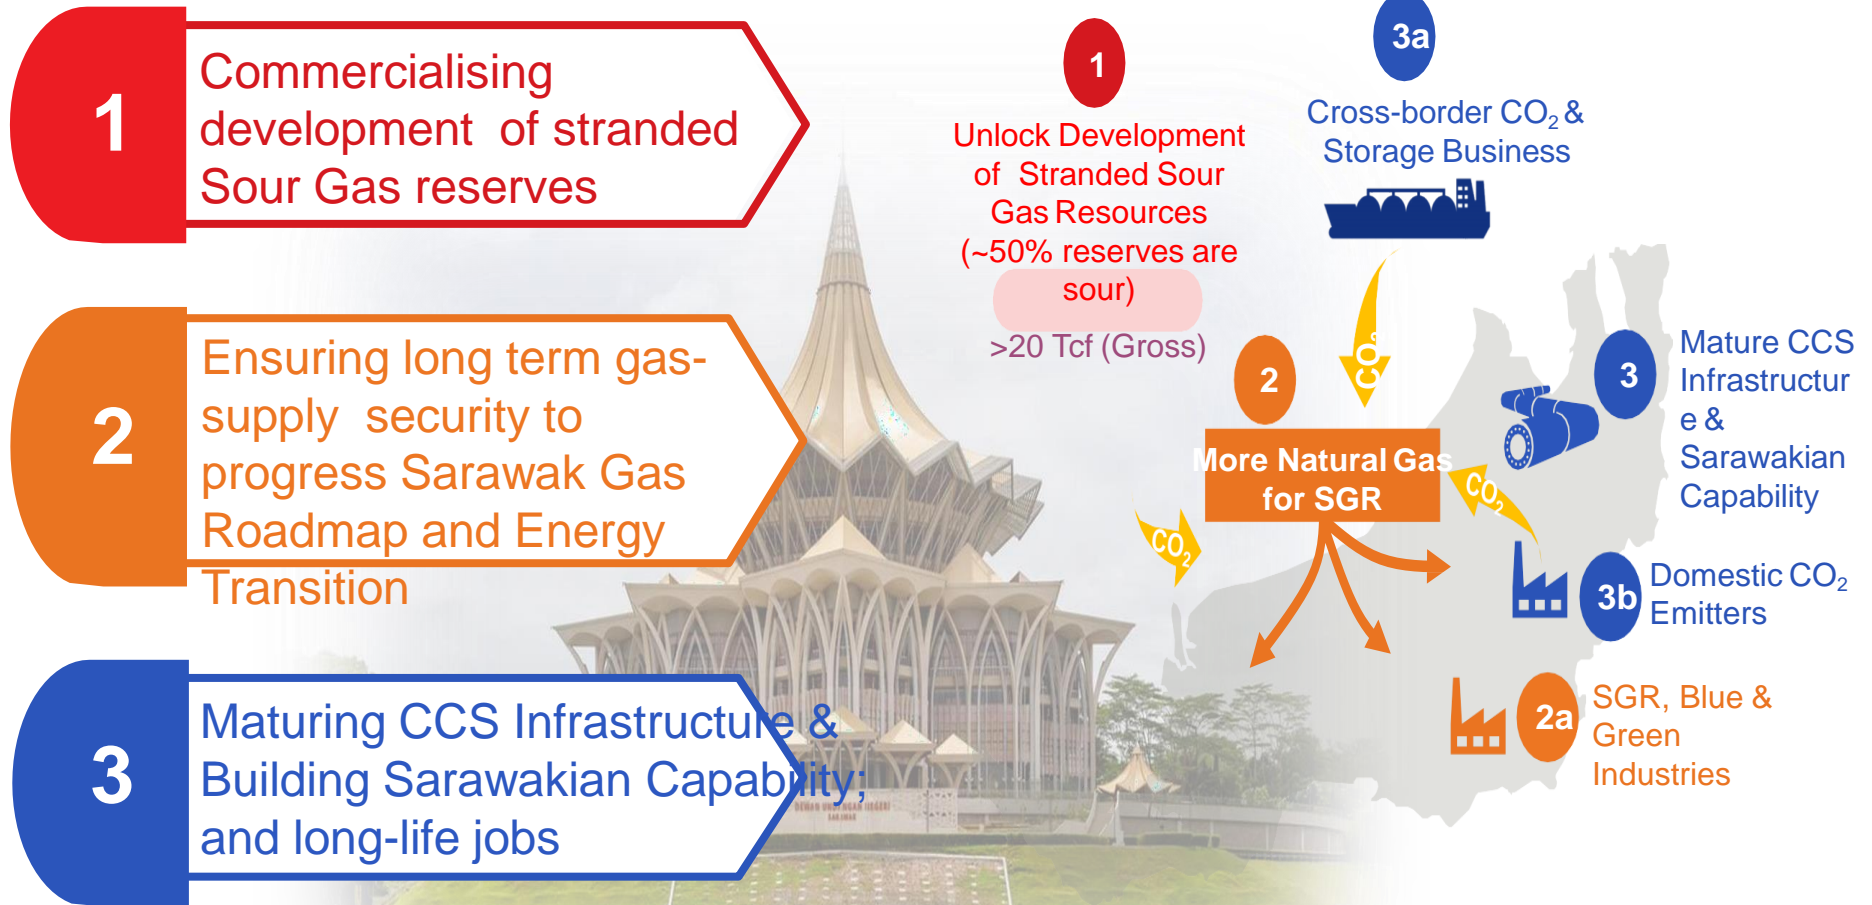 1
Commercialising
development of stranded
Sour Gas reserves
2
Ensuring long term gas-
supply security to
progress Sarawak Gas
Roadmap and Energy
Transition
3
Maturing CCS Infrastructure &
Building Sarawakian Capability;
and long-life jobs
1
Unlock Development
of Stranded Sour
Gas Resources
(~50% reserves are
sour)
>20 Tcf (Gross)
3a
Cross-border CO₂ &
Storage Business
CO₂
2
More Natural Gas
for SGR
CO₂
CO₂
3
Mature CCS
Infrastructur
e &
Sarawakian
Capability
3b
Domestic CO₂
Emitters
2a
SGR, Blue &
Green
Industries
DEWAN UNDANGAN NEGERI
SARAWAK